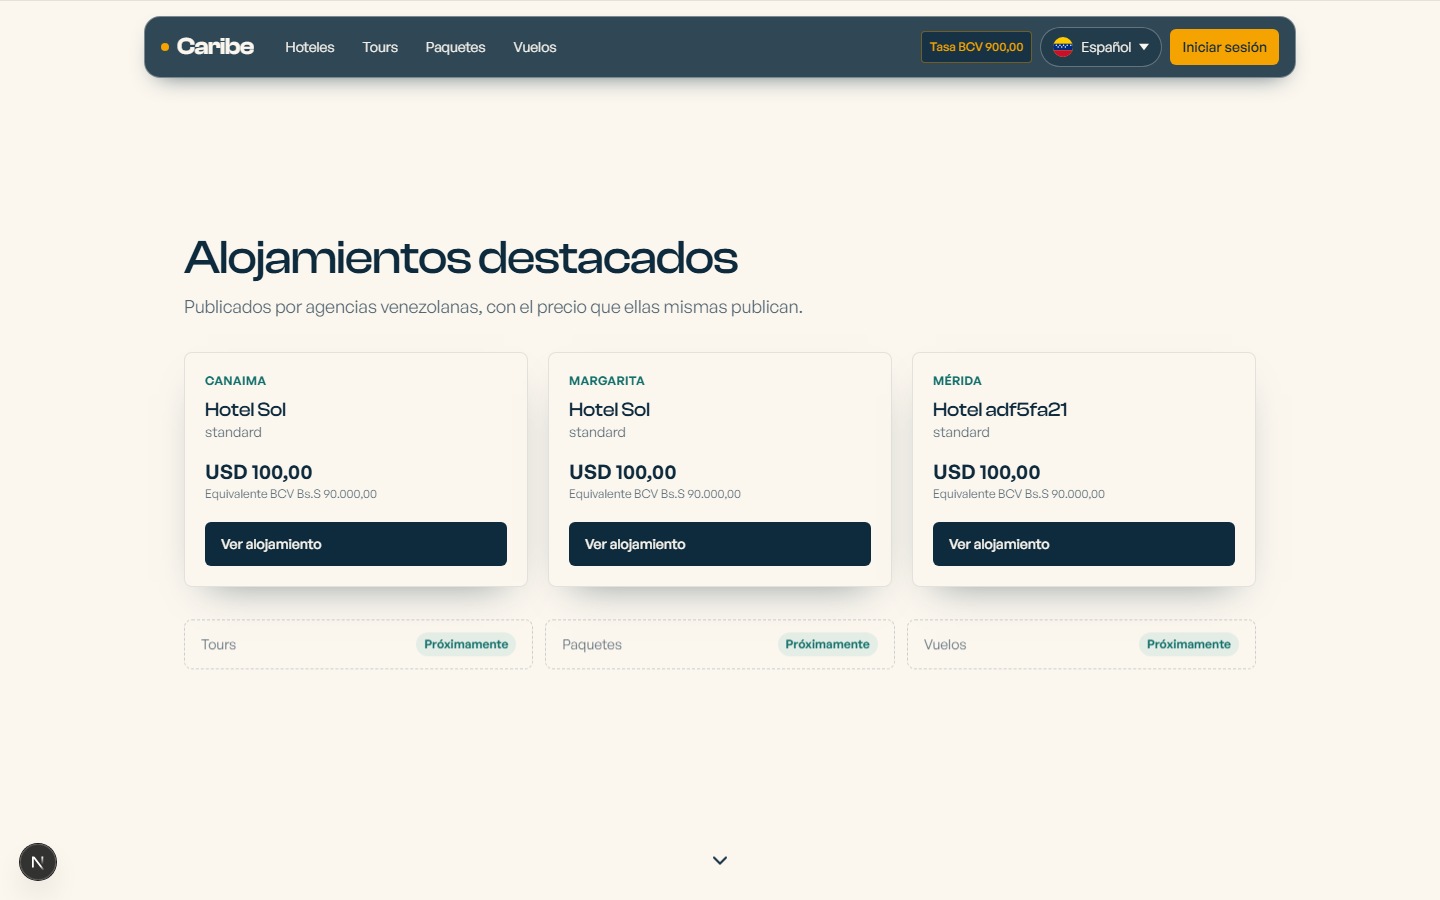 Caribe
Hoteles
Tours
Paquetes
Vuelos
Tasa BCV 900,00
Español
Iniciar sesión
Alojamientos destacados
Publicados por agencias venezolanas, con el precio que ellas mismas publican.
CANAIMA
Hotel Sol
standard
USD 100,00
Equivalente BCV Bs.S 90.000,00
Ver alojamiento
MARGARITA
Hotel Sol
standard
USD 100,00
Equivalente BCV Bs.S 90.000,00
Ver alojamiento
MÉRIDA
Hotel adf5fa21
standard
USD 100,00
Equivalente BCV Bs.S 90.000,00
Ver alojamiento
Tours
Próximamente
Paquetes
Próximamente
Vuelos
Próximamente
N